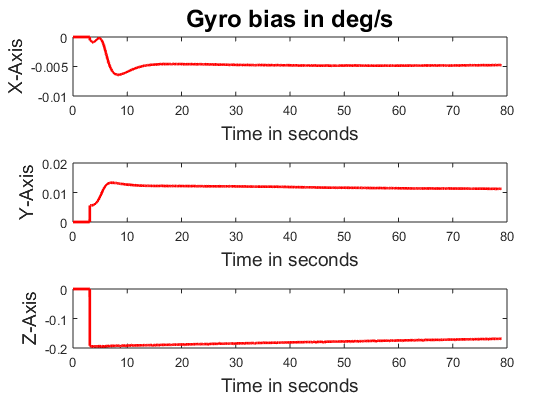 Gyro bias in deg/s
X-Axis
0
-0.005
-0.01
0 10 20 30 40 50 60 70 80
Time in seconds
Y-Axis
0.02
0.01
0
0 10 20 30 40 50 60 70 80
Time in seconds
Z-Axis
0
-0.1
-0.2
0 10 20 30 40 50 60 70 80
Time in seconds